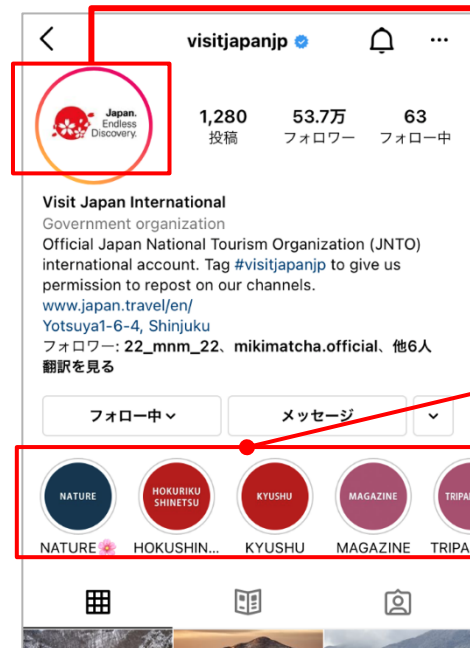 visitjapanjp
Japan.
Endless
Discovery.
1,280 53.7万 63
投稿 フォロワー フォロー中
Visit Japan International
Government organization
Official Japan National Tourism Organization (JNTO)
international account. Tag #visitjapanjp to give us
permission to repost on our channels.
www.japan.travel/en/
Yotsuya1-6-4, Shinjuku
フォロワー: 22_mnm_22、mikimatcha.official、他6人
翻訳を見る
フォロー中 メッセージ
NATURE HOKURIKU SHINETSU KYUSHU MAGAZINE TRIPA
NATURE🌸 HOKUSHIN... KYUSHU MAGAZINE TRIPA